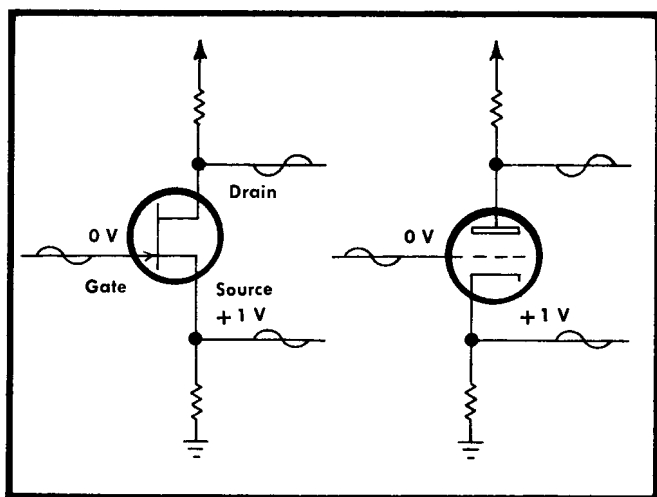 Drain
0 V
Gate
Source
+ 1 V
0 V
+ 1 V